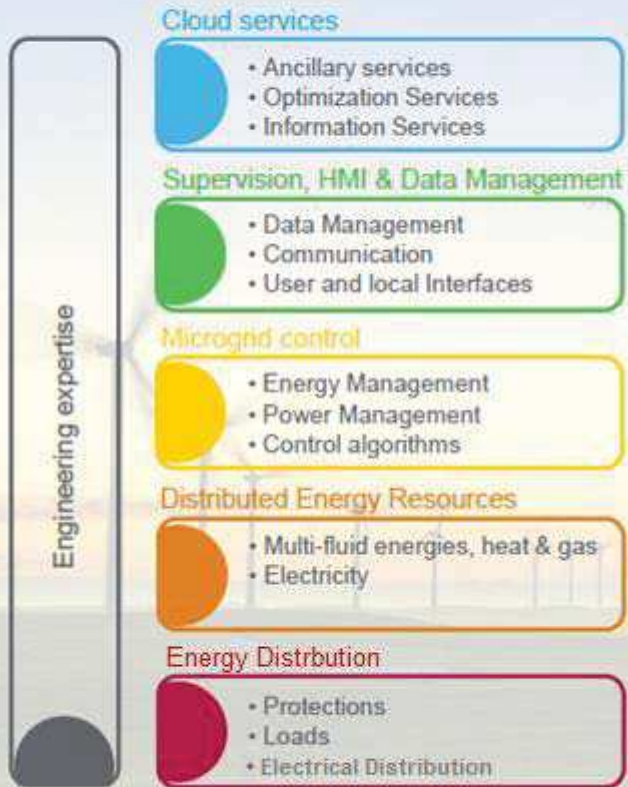 Cloud services
• Ancillary services
• Optimization Services
• Information Services
Supervision, HMI & Data Management
• Data Management
• Communication
• User and local Interfaces
Microgrid control
• Energy Management
• Power Management
• Control algorithms
Distributed Energy Resources
• Multi-fluid energies, heat & gas
• Electricity
Energy Distrbution
• Protections
• Loads
• Electrical Distribution
Engineering expertise